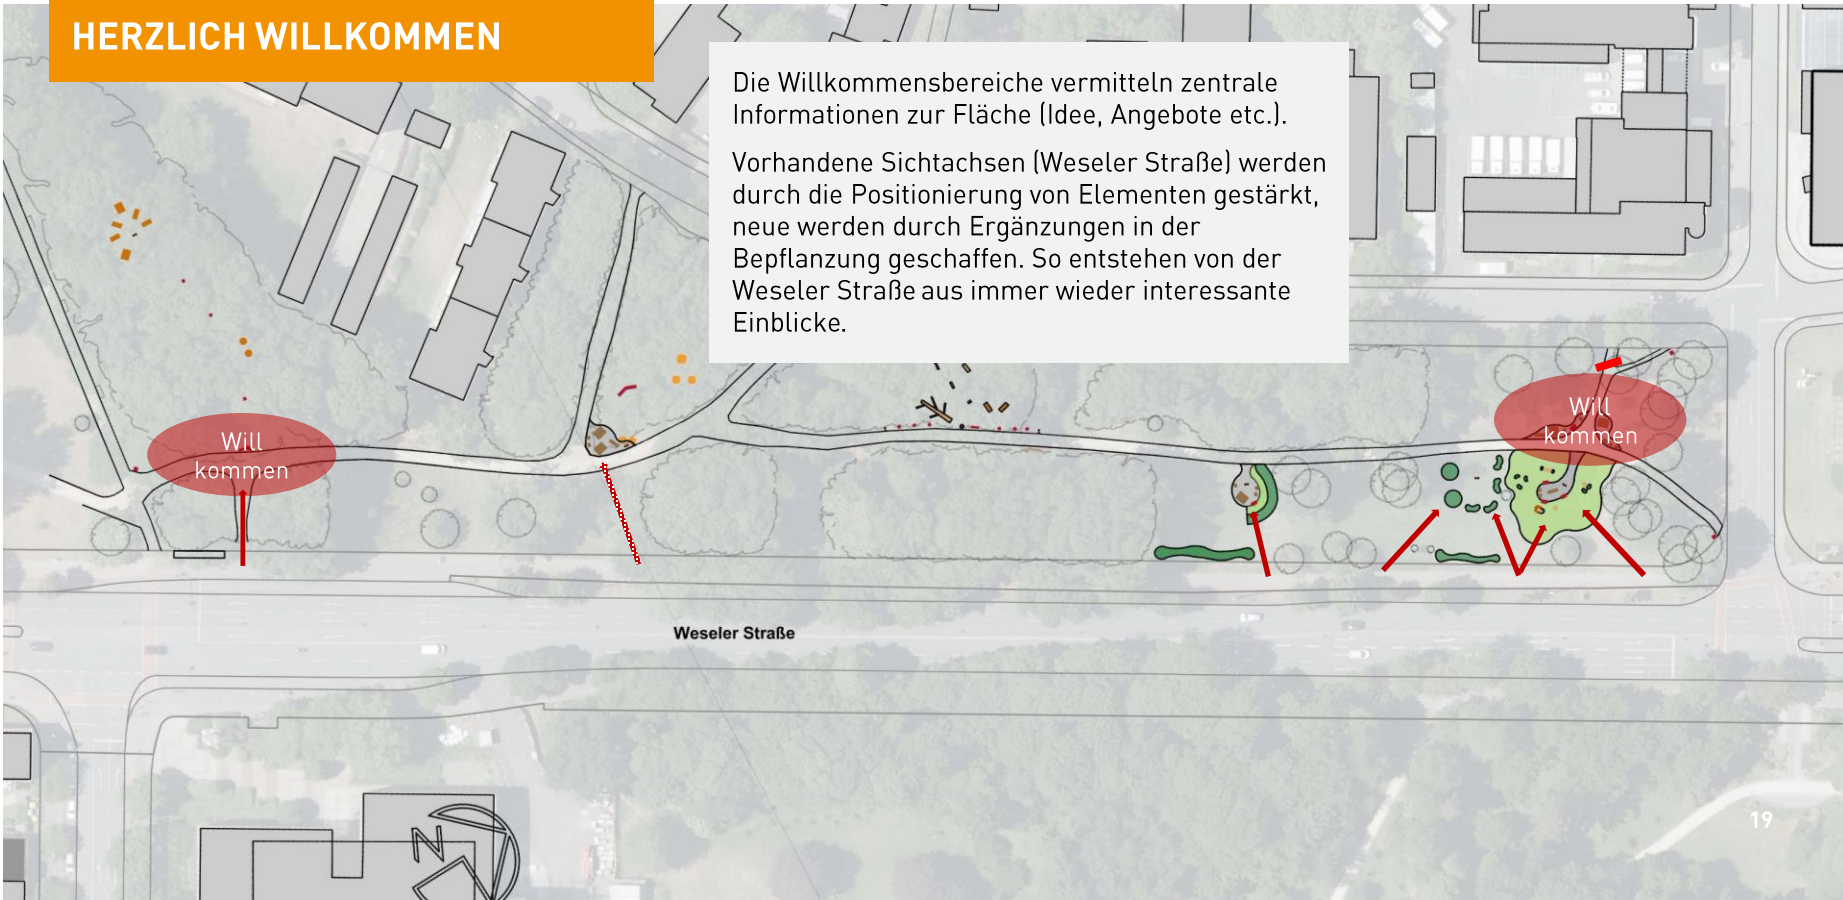 HERZLICH WILLKOMMEN
Die Willkommensbereiche vermitteln zentrale
Informationen zur Fläche (Idee, Angebote etc.).
Vorhandene Sichtachsen (Weseler Straße) werden
durch die Positionierung von Elementen gestärkt,
neue werden durch Ergänzungen in der
Bepflanzung geschaffen. So entstehen von der
Weseler Straße aus immer wieder interessante
Einblicke.
Will
kommen
Will
kommen
Weseler Straße
N
19